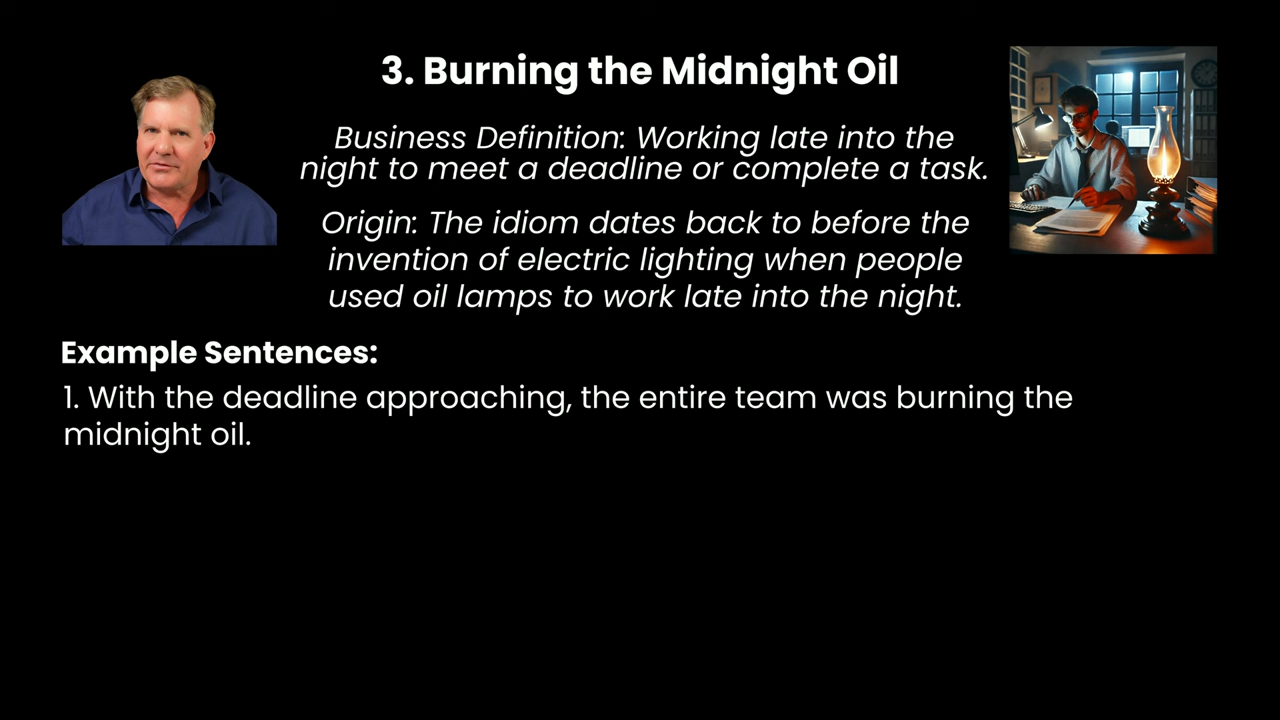 3. Burning the Midnight Oil
Business Definition: Working late into the
night to meet a deadline or complete a task.
Origin: The idiom dates back to before the
invention of electric lighting when people
used oil lamps to work late into the night.
Example Sentences:
1. With the deadline approaching, the entire team was burning the
midnight oil.